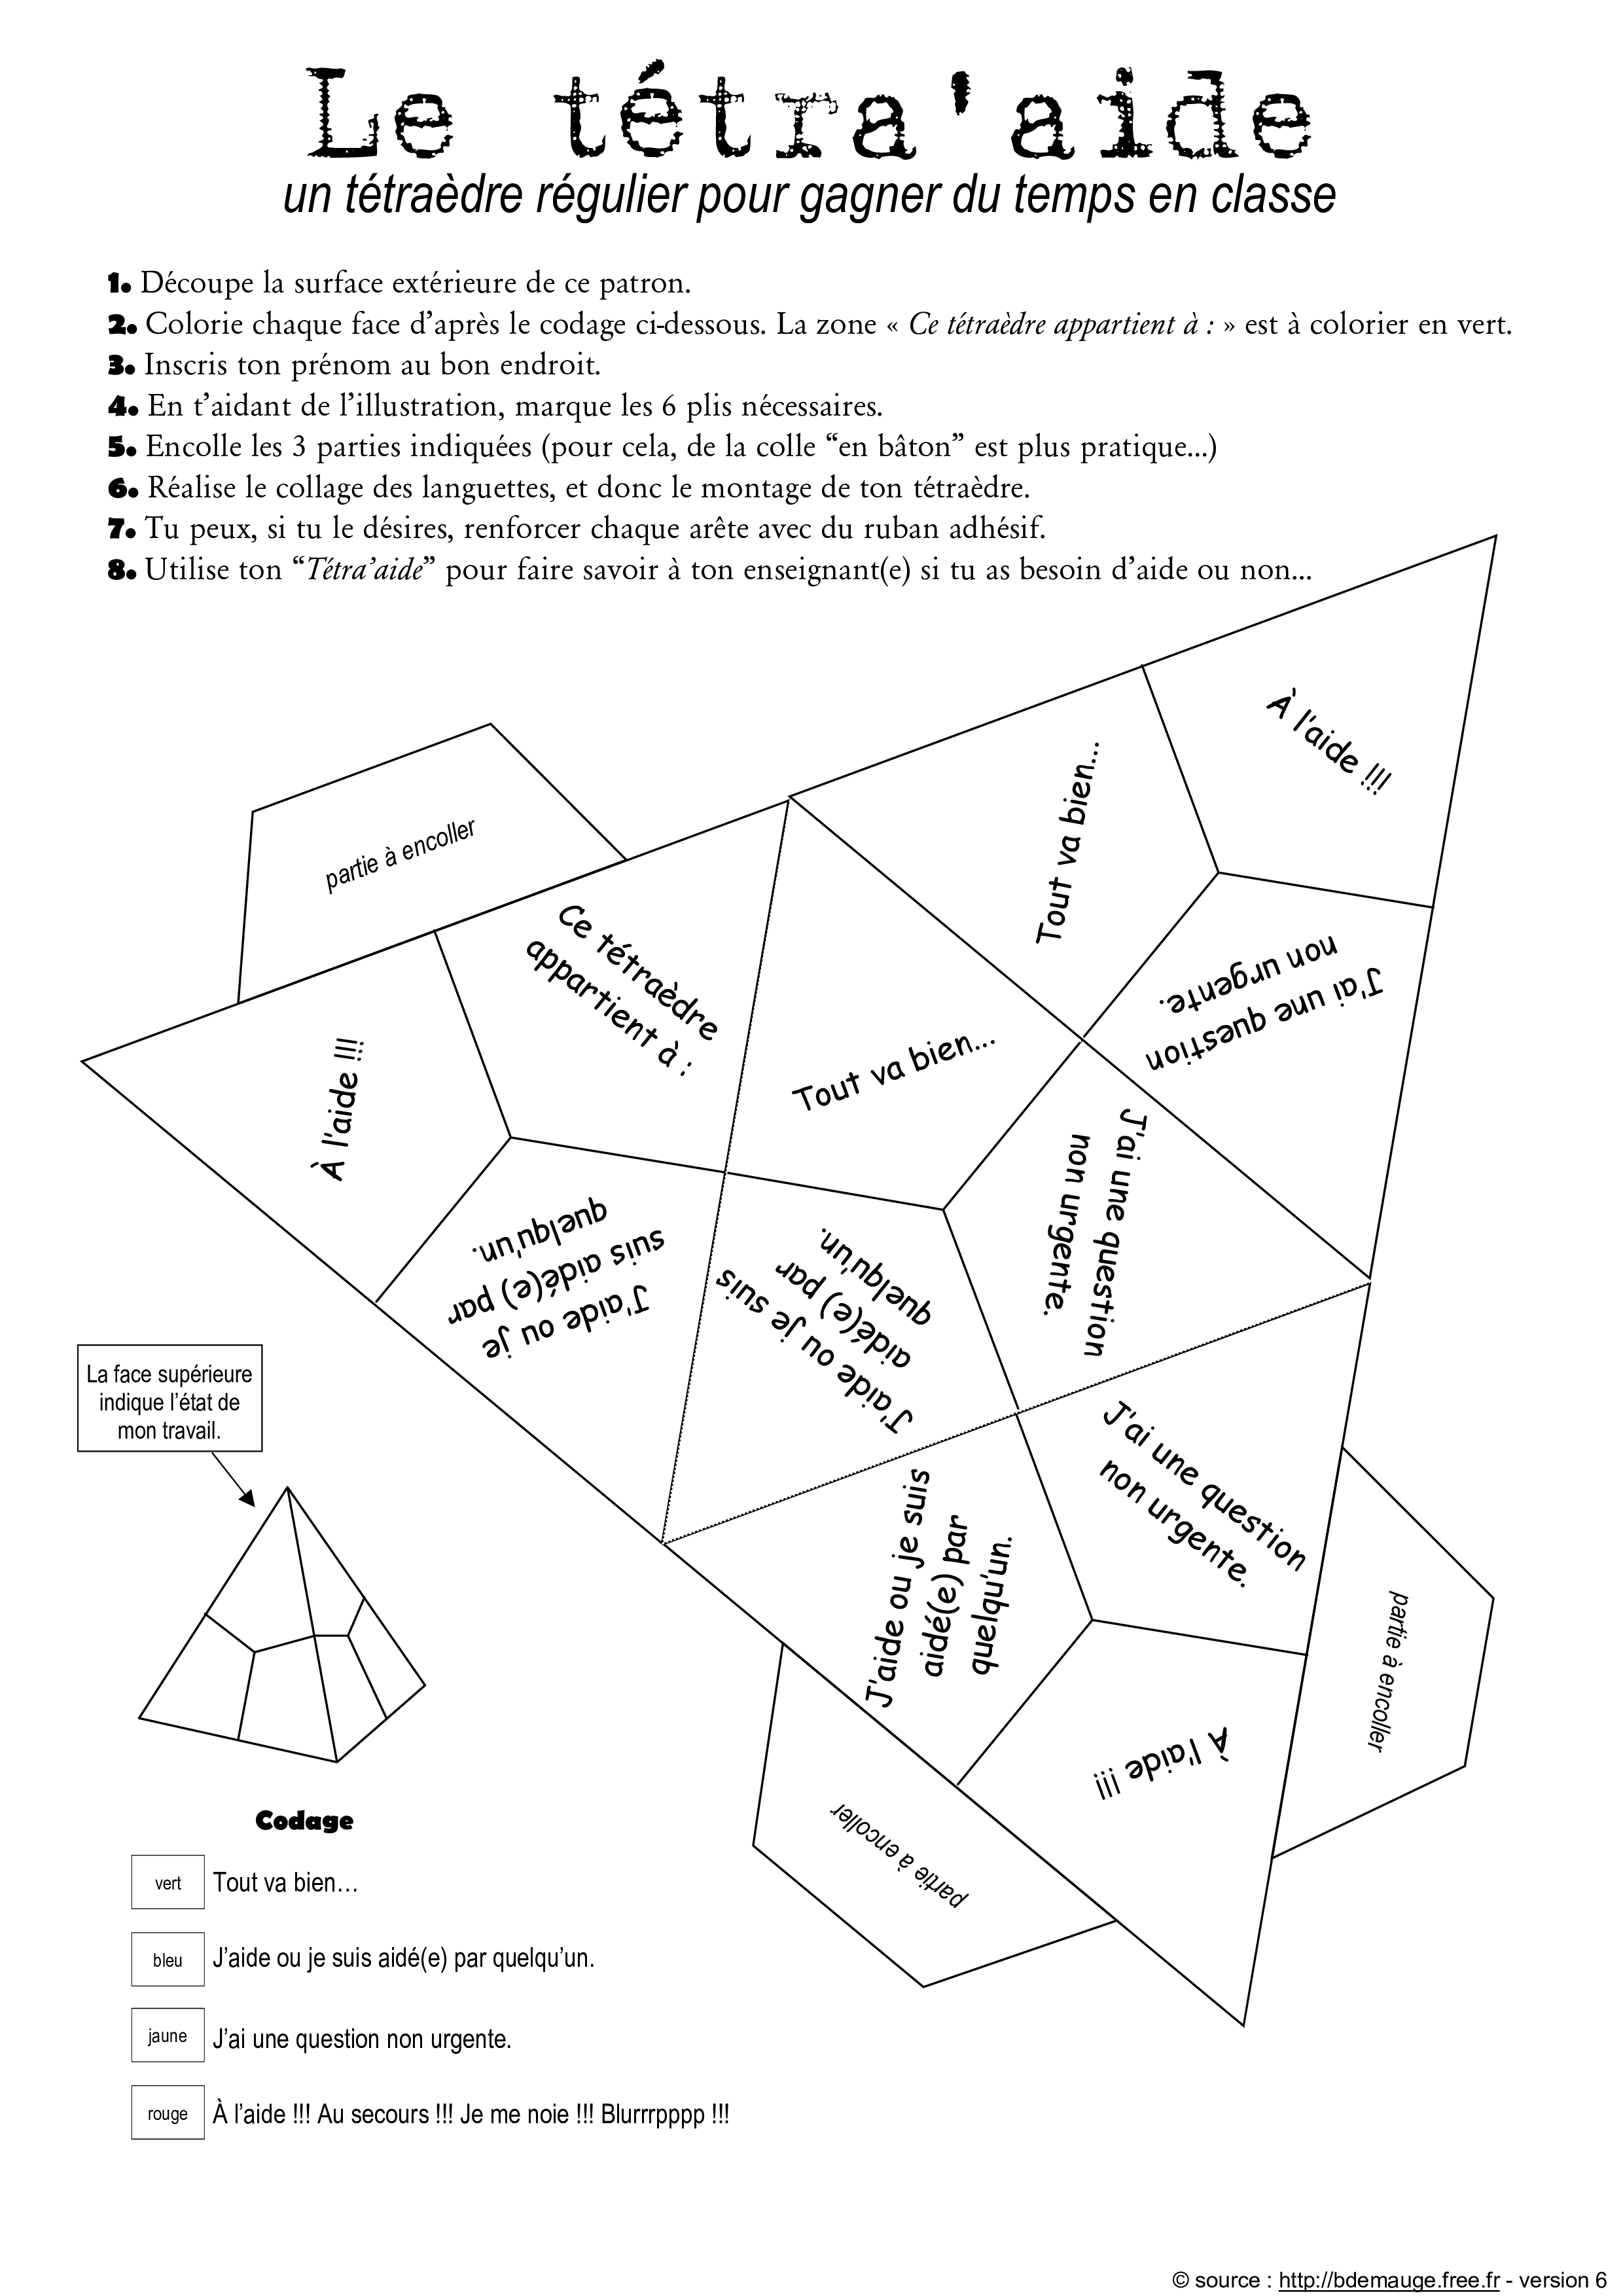 Le tétra'aide
un tétraèdre régulier pour gagner du temps en classe
1. Découpe la surface extérieure de ce patron.
2. Colorie chaque face d’après le codage ci-dessous. La zone « Ce tétraèdre appartient à : » est à colorier en vert.
3. Inscris ton prénom au bon endroit.
4. En t’aidant de l’illustration, marque les 6 plis nécessaires.
5. Encolle les 3 parties indiquées (pour cela, de la colle “en bâton” est plus pratique...)
6. Réalise le collage des languettes, et donc le montage de ton tétraèdre.
7. Tu peux, si tu le désires, renforcer chaque arête avec du ruban adhésif.
8. Utilise ton “Tétra’aide” pour faire savoir à ton enseignant(e) si tu as besoin d’aide ou non...
À l'aide !!!
Tout va bien...
J'ai une question
non urgente.
partie à encoller
Ce tétraèdre
appartient à :
À l'aide !!!
J'aide ou je
suis aidé(e) par
quelqu'un.
Tout va bien...
J'ai une question
non urgente.
J'aide ou je suis
aidé(e) par
quelqu'un.
J'ai une question
non urgente.
J'aide ou je suis
aidé(e) par
quelqu'un.
À l'aide !!!
partie à encoller
partie à encoller
La face supérieure
indique l’état de
mon travail.
Codage
vert Tout va bien…
bleu J’aide ou je suis aidé(e) par quelqu’un.
jaune J’ai une question non urgente.
rouge À l’aide !!! Au secours !!! Je me noie !!! Blurrrpppp !!!
© source : http://bdemauge.free.fr - version 6